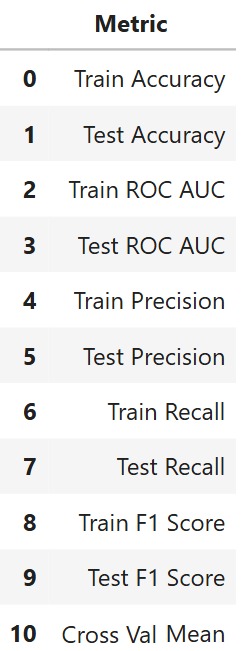 Metric
0 Train Accuracy
1 Test Accuracy
2 Train ROC AUC
3 Test ROC AUC
4 Train Precision
5 Test Precision
6 Train Recall
7 Test Recall
8 Train F1 Score
9 Test F1 Score
10 Cross Val Mean